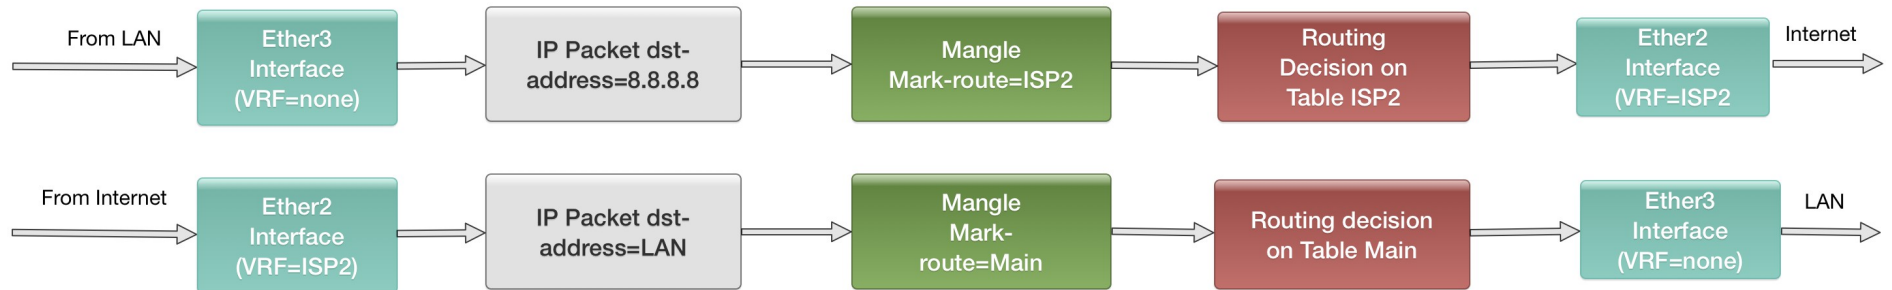 From LAN
Ether3
Interface
(VRF=none)
IP Packet dst-
address=8.8.8.8
Mangle
Mark-route=ISP2
Routing
Decision on
Table ISP2
Ether2
Interface
(VRF=ISP2
Internet
From Internet
Ether2
Interface
(VRF=ISP2)
IP Packet dst-
address=LAN
Mangle
Mark-
route=Main
Routing decision
on Table Main
Ether3
Interface
(VRF=none)
LAN